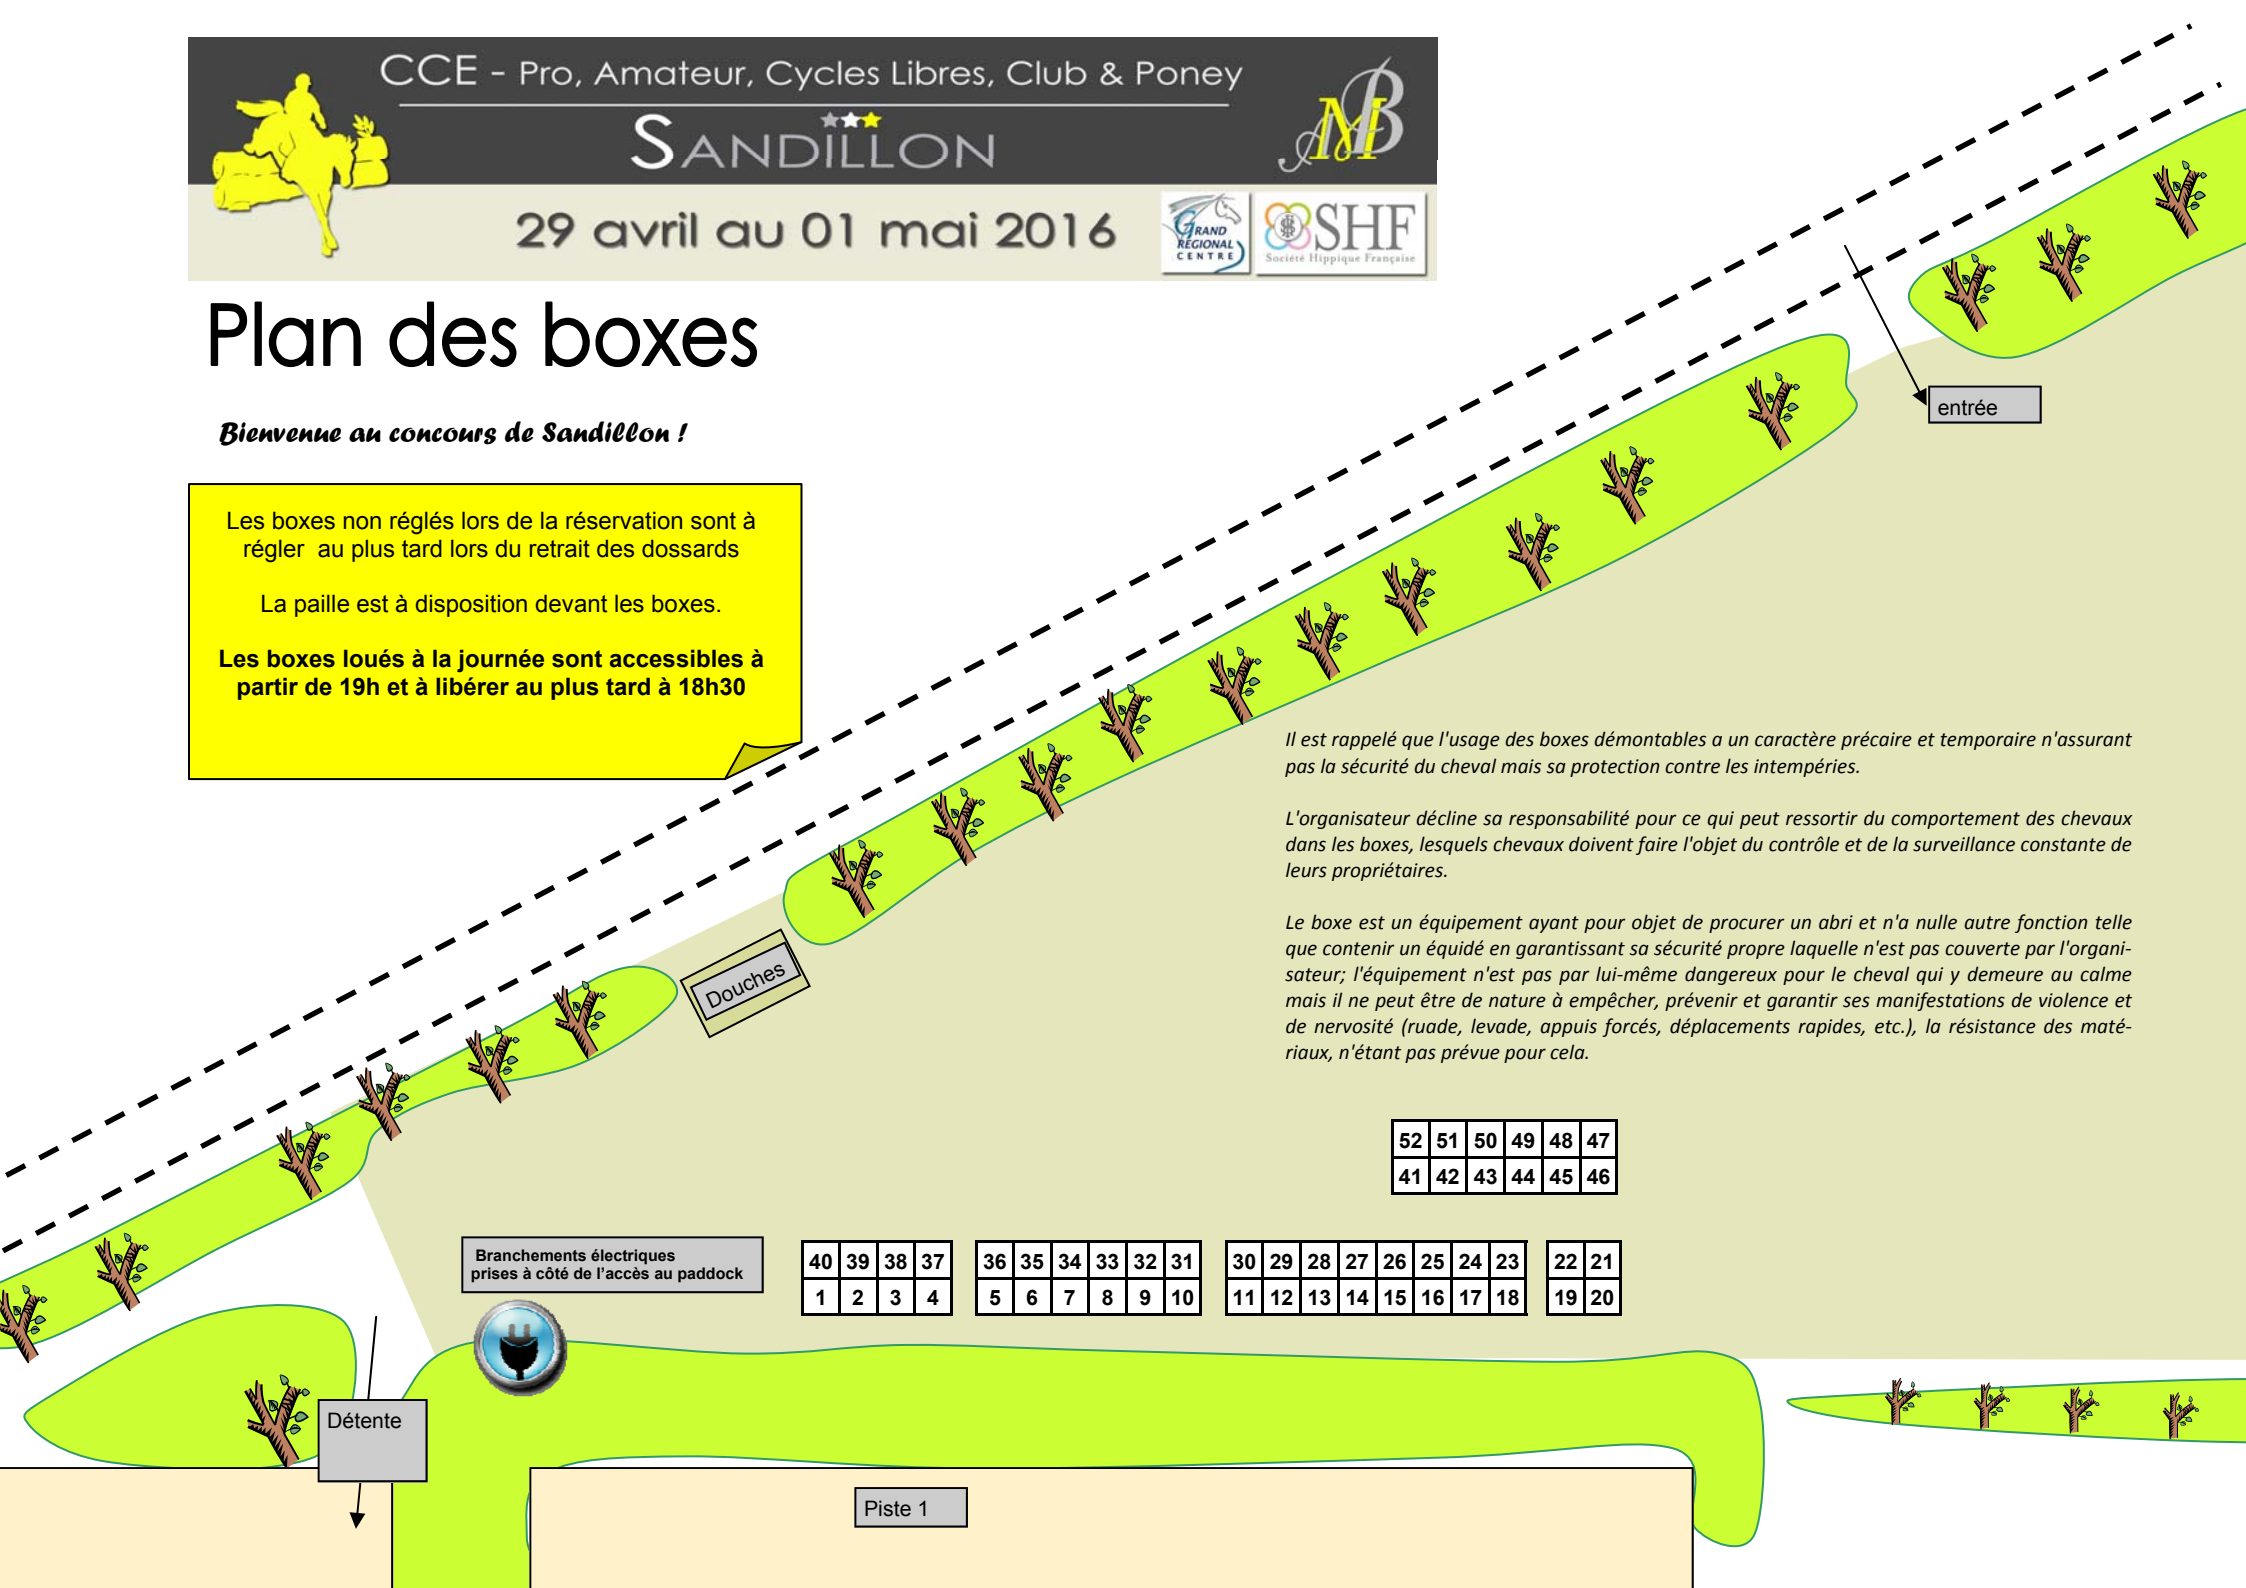 CCE - Pro, Amateur, Cycles Libres, Club & Poney
SANDILLON
AMB
29 avril au 01 mai 2016
GRAND
REGIONAL
CENTRE
SHF
Société Hippique Française
Plan des boxes
Bienvenue au concours de Sandillon !
Les boxes non réglés lors de la réservation sont à
régler au plus tard lors du retrait des dossards
La paille est à disposition devant les boxes.
Les boxes loués à la journée sont accessibles à
partir de 19h et à libérer au plus tard à 18h30
entrée
Il est rappelé que l'usage des boxes démontables a un caractère précaire et temporaire n'assurant
pas la sécurité du cheval mais sa protection contre les intempéries.
L'organisateur décline sa responsabilité pour ce qui peut ressortir du comportement des chevaux
dans les boxes, lesquels chevaux doivent faire l'objet du contrôle et de la surveillance constante de
leurs propriétaires.
Le boxe est un équipement ayant pour objet de procurer un abri et n'a nulle autre fonction telle
que contenir un équidé en garantissant sa sécurité propre laquelle n'est pas couverte par l'organi-
sateur; l'équipement n'est pas par lui-même dangereux pour le cheval qui y demeure au calme
mais il ne peut être de nature à empêcher, prévenir et garantir ses manifestations de violence et
de nervosité (ruade, levade, appuis forcés, déplacements rapides, etc.), la résistance des maté-
riaux, n'étant pas prévue pour cela.
Douches
52 51 50 49 48 47
41 42 43 44 45 46
Branchements électriques
prises à côté de l'accès au paddock
40 39 38 37 36 35 34 33 32 31 30 29 28 27 26 25 24 23 22 21
1 2 3 4 5 6 7 8 9 10 11 12 13 14 15 16 17 18 19 20
Détente
Piste 1